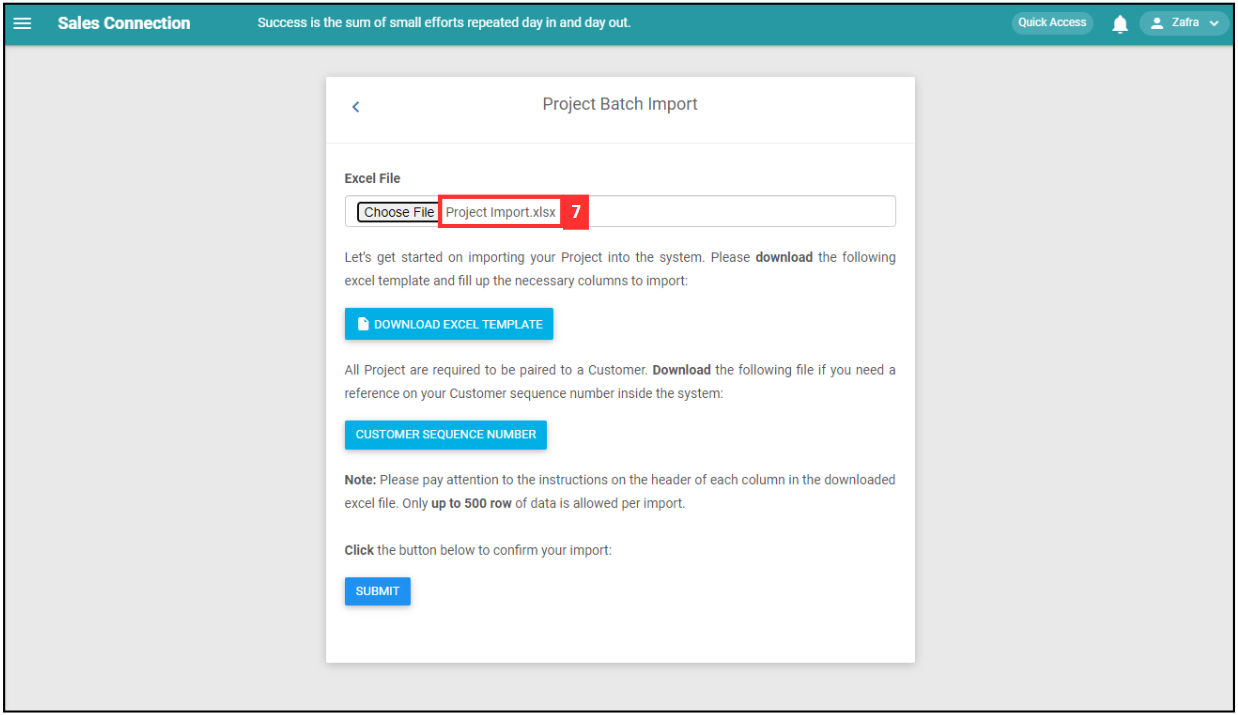 Sales Connection Success is the sum of small efforts repeated day in and day out. Quick Access Zafra
Project Batch Import
Excel File
Choose File Project Import.xlsx 7
Let's get started on importing your Project into the system. Please download the following
excel template and fill up the necessary columns to import:
DOWNLOAD EXCEL TEMPLATE
All Project are required to be paired to a Customer. Download the following file if you need a
reference on your Customer sequence number inside the system:
CUSTOMER SEQUENCE NUMBER
Note: Please pay attention to the instructions on the header of each column in the downloaded
excel file. Only up to 500 row of data is allowed per import.
Click the button below to confirm your import:
SUBMIT